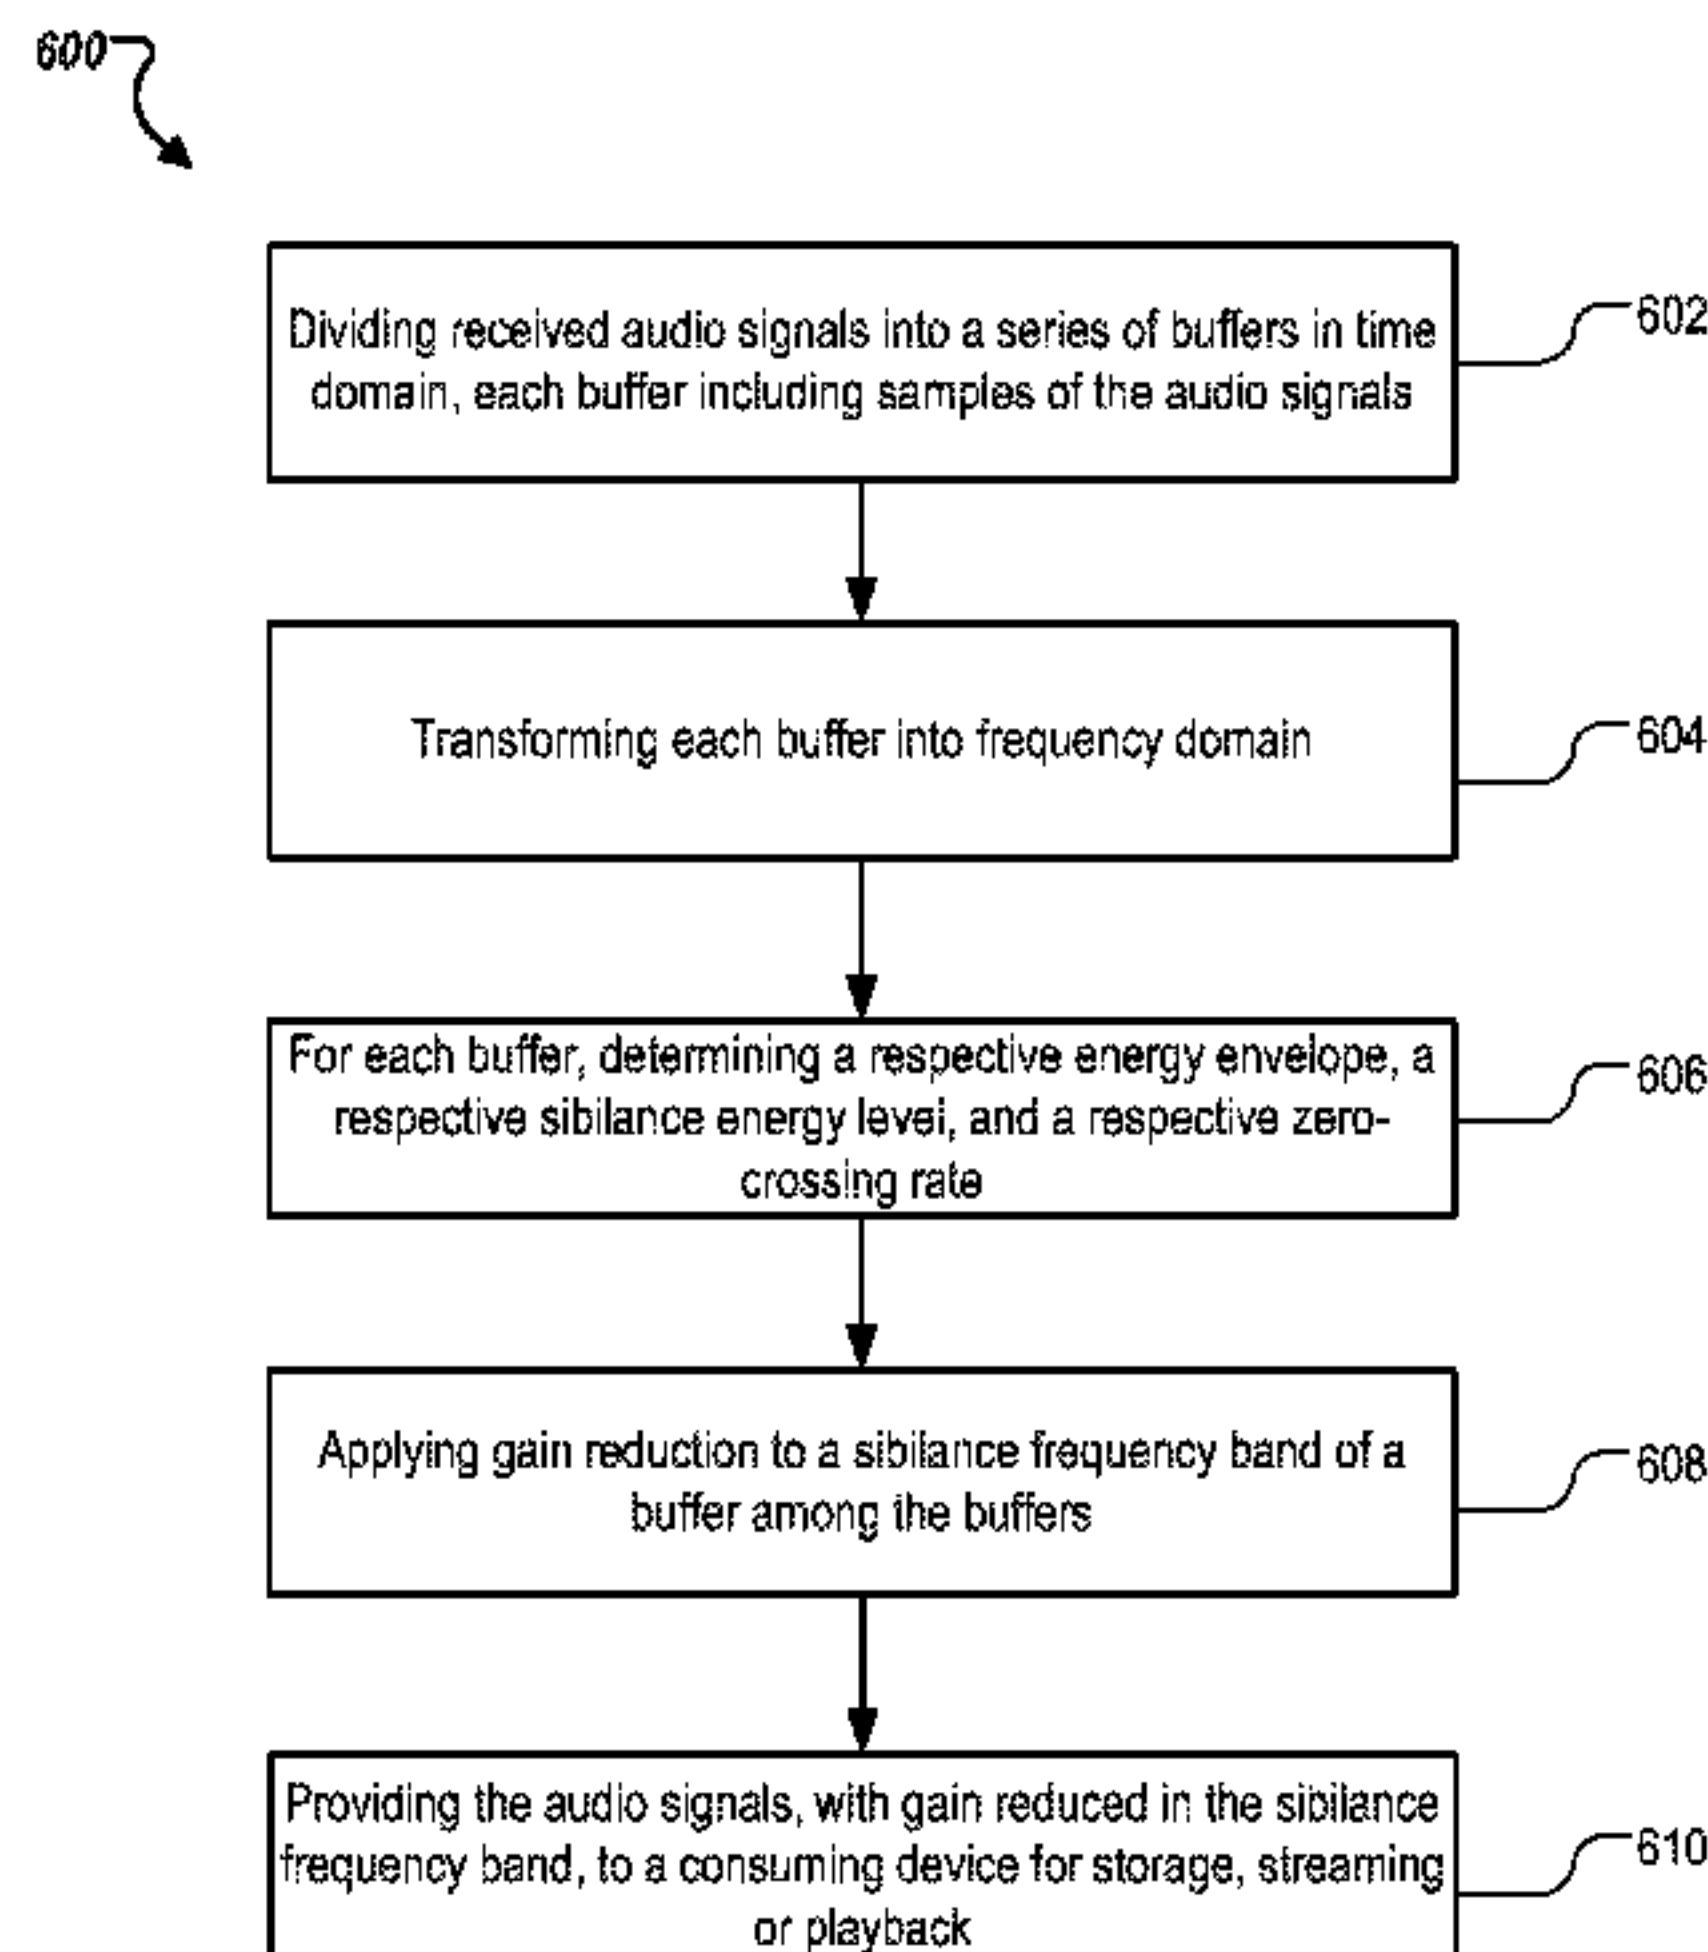 600
Dividing received audio signals into a series of buffers in time
domain, each buffer including samples of the audio signals
602
Transforming each buffer into frequency domain
604
For each buffer, determining a respective energy envelope, a
respective sibilance energy level, and a respective zero-
crossing rate
606
Applying gain reduction to a sibilance frequency band of a
buffer among the buffers
608
Providing the audio signals, with gain reduced in the sibilance
frequency band, to a consuming device for storage, streaming
or playback
610